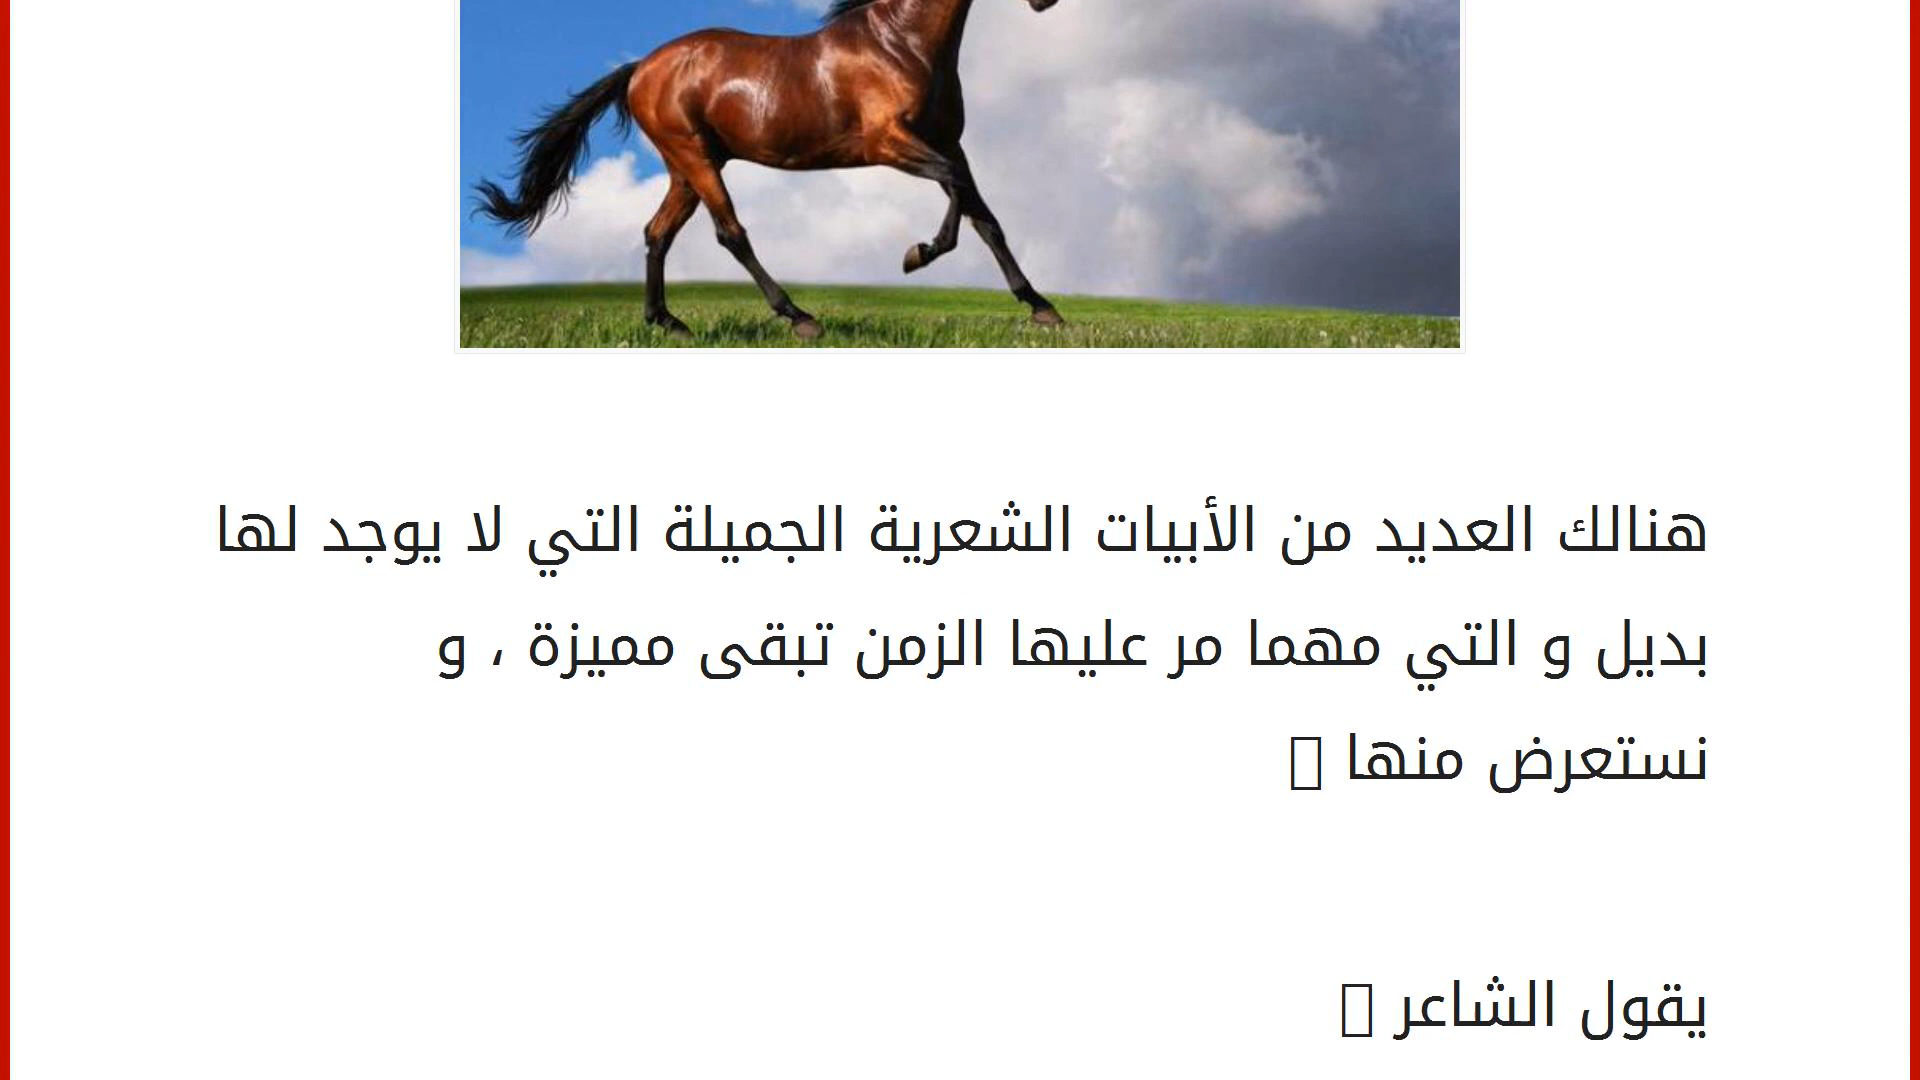 هنالك العديد من الأبيات الشعرية الجميلة التي لا يوجد لها
بديل و التي مهما مر عليها الزمن تبقى مميزة ، و
نستعرض منها
يقول الشاعر